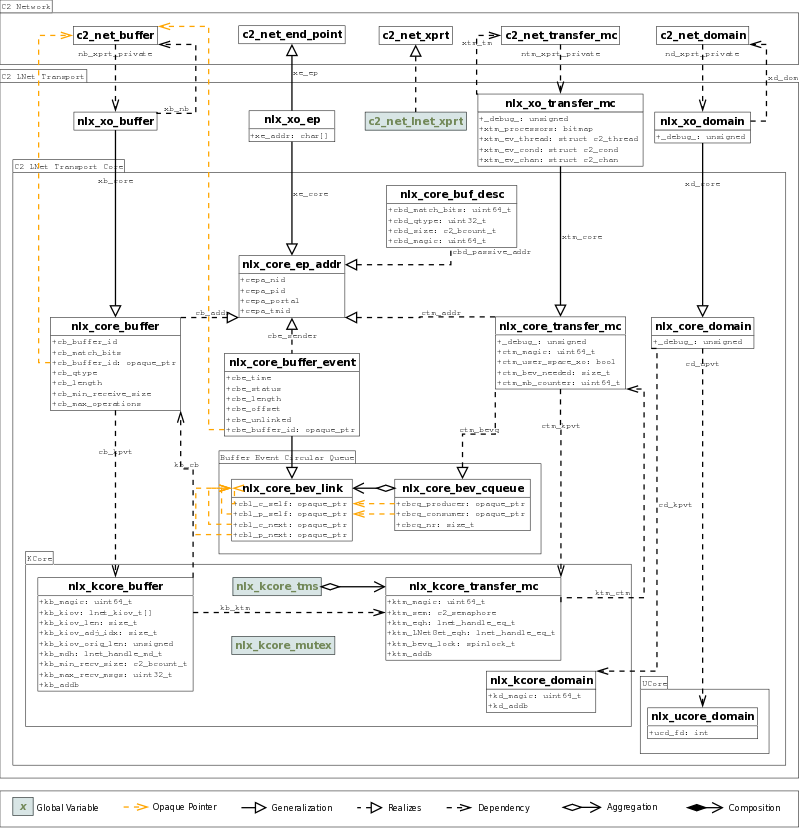 C2 Network
c2_net_buffer
c2_net_end_point
c2_net_xprt
c2_net_transfer_mc
c2_net_domain
xtm_tm
nb_xprt_private
ntm_xprt_private
nd_xprt_private
xe_ep
C2 LNet Transport
xd_dom
xb_nb
nlx_xo_buffer
nlx_xo_ep
+xe_addr: char[]
c2_net_lnet_xprt
nlx_xo_transfer_mc
+_debug_: unsigned
+xtm_processors: bitmap
+xtm_ev_thread: struct c2_thread
+xtm_ev_cond: struct c2_cond
+xtm_ev_chan: struct c2_chan
nlx_xo_domain
+_debug_: unsigned
C2 LNet Transport Core
xb_core
xe_core
xd_core
nlx_core_buf_desc
+cbd_match_bits: uint64_t
+cbd_qtype: uint32_t
+cbd_size: c2_bcount_t
+cbd_magic: uint64_t
xtm_core
cbd_passive_addr
nlx_core_ep_addr
+cepa_nid
+cepa_pid
+cepa_portal
+cepa_tmid
cb_addr
ctm_addr
nlx_core_buffer
+cb_buffer_id
+cb_match_bits
+cb_buffer_id: opaque_ptr
+cb_qtype
+cb_length
+cb_min_receive_size
+cb_max_operations
cbe_sender
nlx_core_transfer_mc
+_debug_: unsigned
+ctm_magic: uint64_t
+ctm_user_space_xo: bool
+ctm_bev_needed: size_t
+ctm_mb_counter: uint64_t
nlx_core_domain
+_debug_: unsigned
cd_upvt
nlx_core_buffer_event
+cbe_time
+cbe_status
+cbe_length
+cbe_offset
+cbe_unlinked
+cbe_buffer_id: opaque_ptr
ctm_bevq
ctm_kpvt
cb_kpvt
kb_cb
Buffer Event Circular Queue
nlx_core_bev_link
+cbl_c_self: opaque_ptr
+cbl_p_self: opaque_ptr
+cbl_c_next: opaque_ptr
+cbl_p_next: opaque_ptr
nlx_core_bev_cqueue
+cbcq_producer: opaque_ptr
+cbcq_consumer: opaque_ptr
+cbcq_nr: size_t
cd_kpvt
KCore
nlx_kcore_buffer
+kb_magic: uint64_t
+kb_kiov: lnet_kiov_t[]
+kb_kiov_len: size_t
+kb_kiov_adj_idx: size_t
+kb_kiov_orig_len: unsigned
+kb_mdh: lnet_handle_md_t
+kb_min_recv_size: c2_bcount_t
+kb_max_recv_msgs: uint32_t
+kb_addb
nlx_kcore_tms
kb_ktm
nlx_kcore_mutex
nlx_kcore_transfer_mc
+ktm_magic: uint64_t
+ktm_sem: c2_semaphore
+ktm_eqh: lnet_handle_eq_t
+ktm_LNetGet_eqh: lnet_handle_eq_t
+ktm_bevq_lock: spinlock_t
+ktm_addb
ktm_ctm
nlx_kcore_domain
+kd_magic: uint64_t
+kd_addb
UCore
nlx_ucore_domain
+ucd_fd: int
x Global Variable
Opaque Pointer
Generalization
Realizes
Dependency
Aggregation
Composition